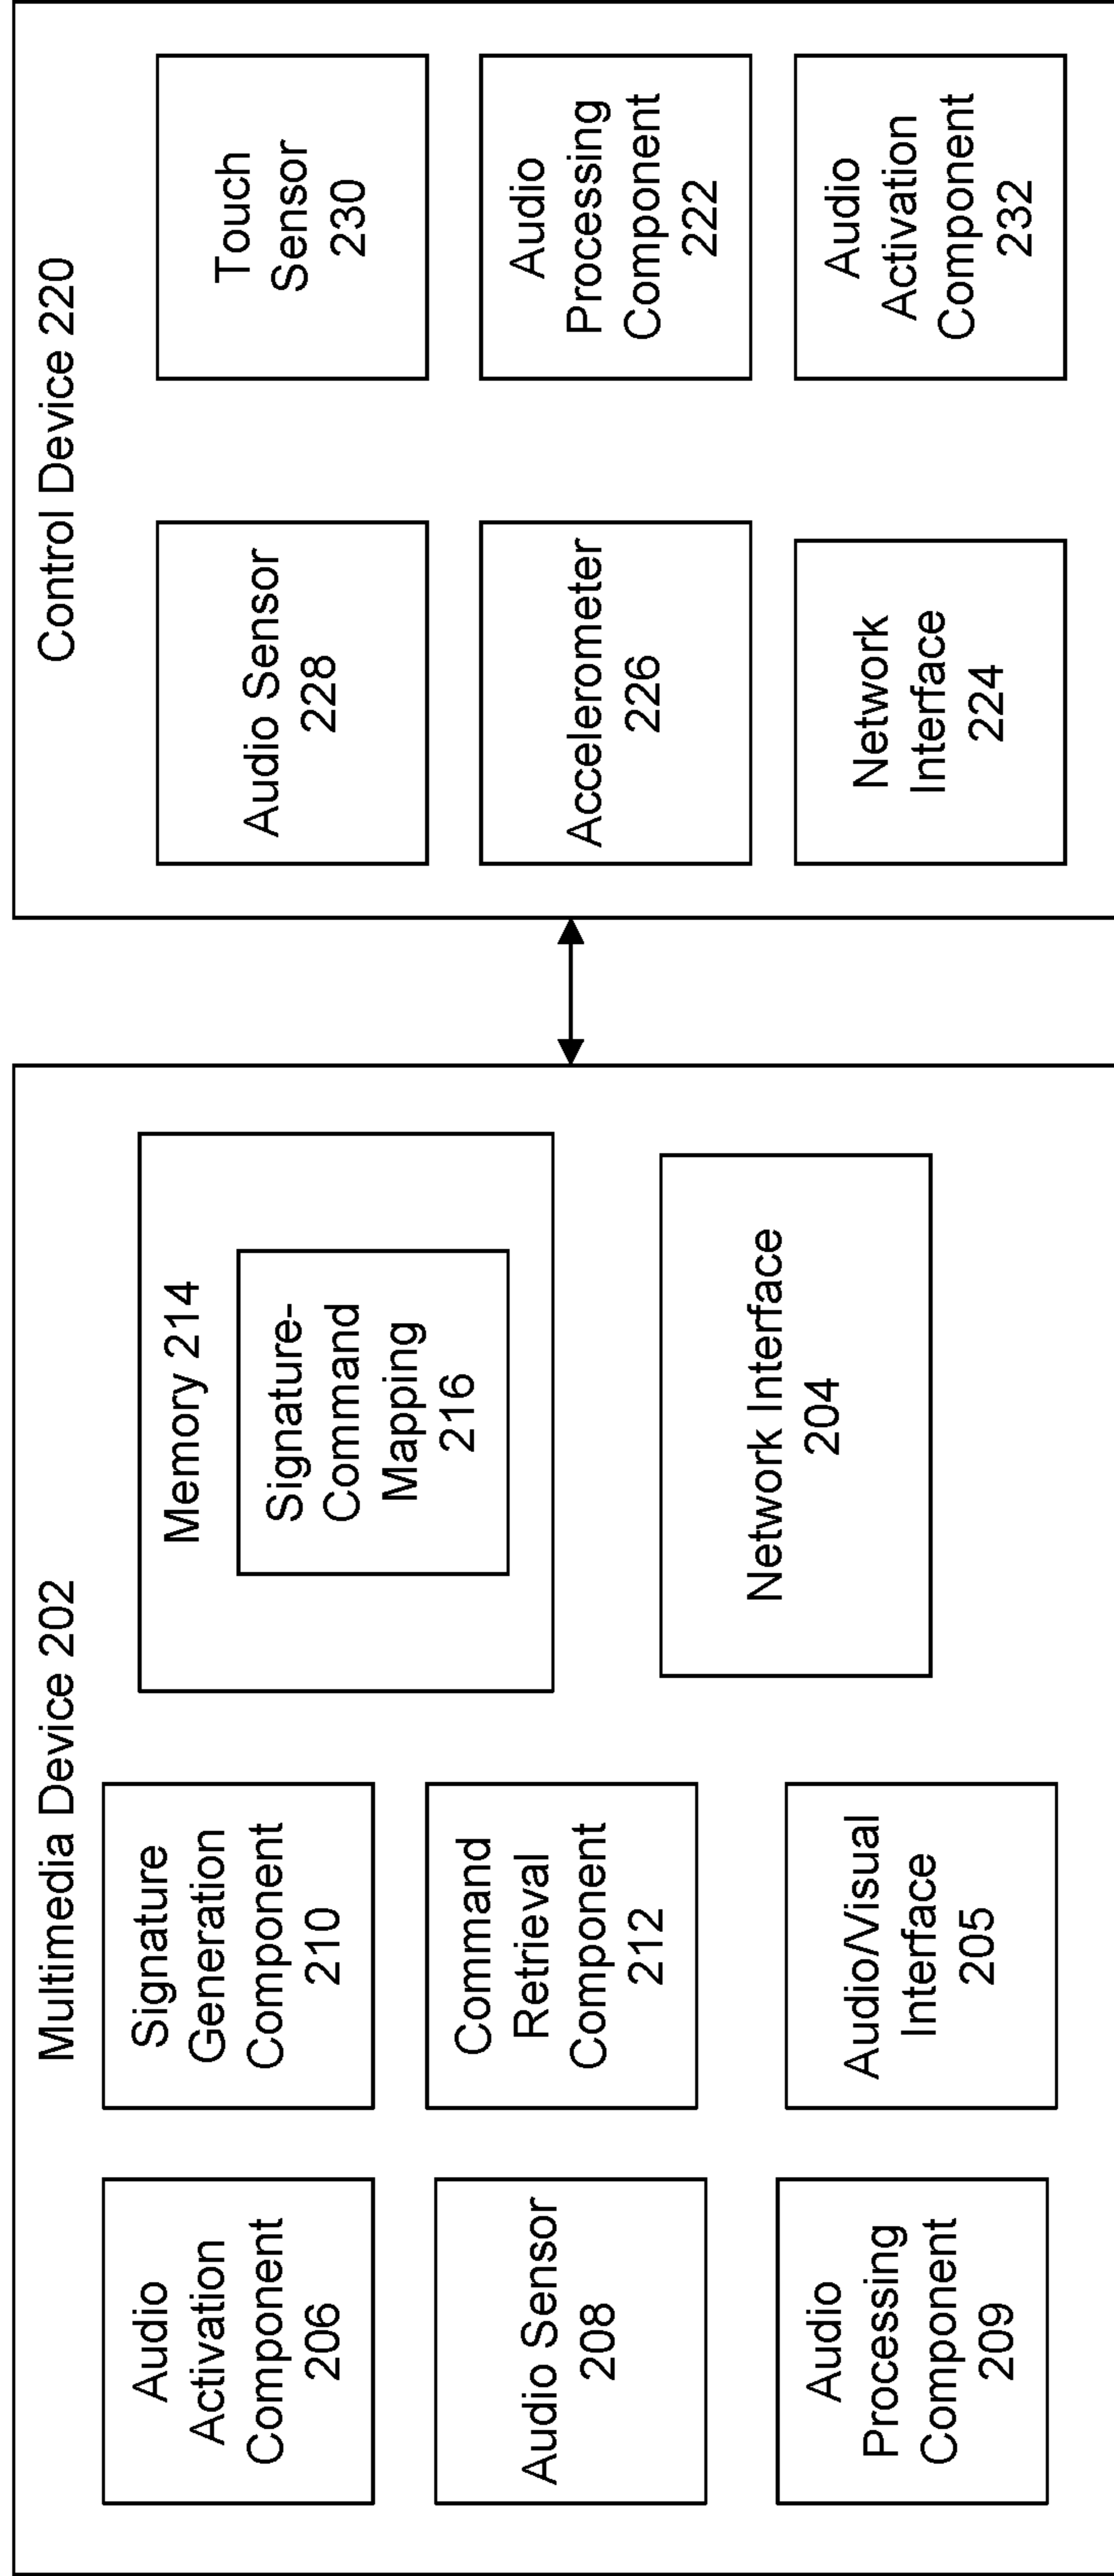 Multimedia Device 202
Audio
Activation
Component
206
Signature
Generation
Component
210
Memory 214
Signature-
Command
Mapping
216
Audio Sensor
208
Command
Retrieval
Component
212
Audio
Processing
Component
209
Audio/Visual
Interface
205
Network Interface
204
Control Device 220
Audio Sensor
228
Touch
Sensor
230
Accelerometer
226
Audio
Processing
Component
222
Network
Interface
224
Audio
Activation
Component
232